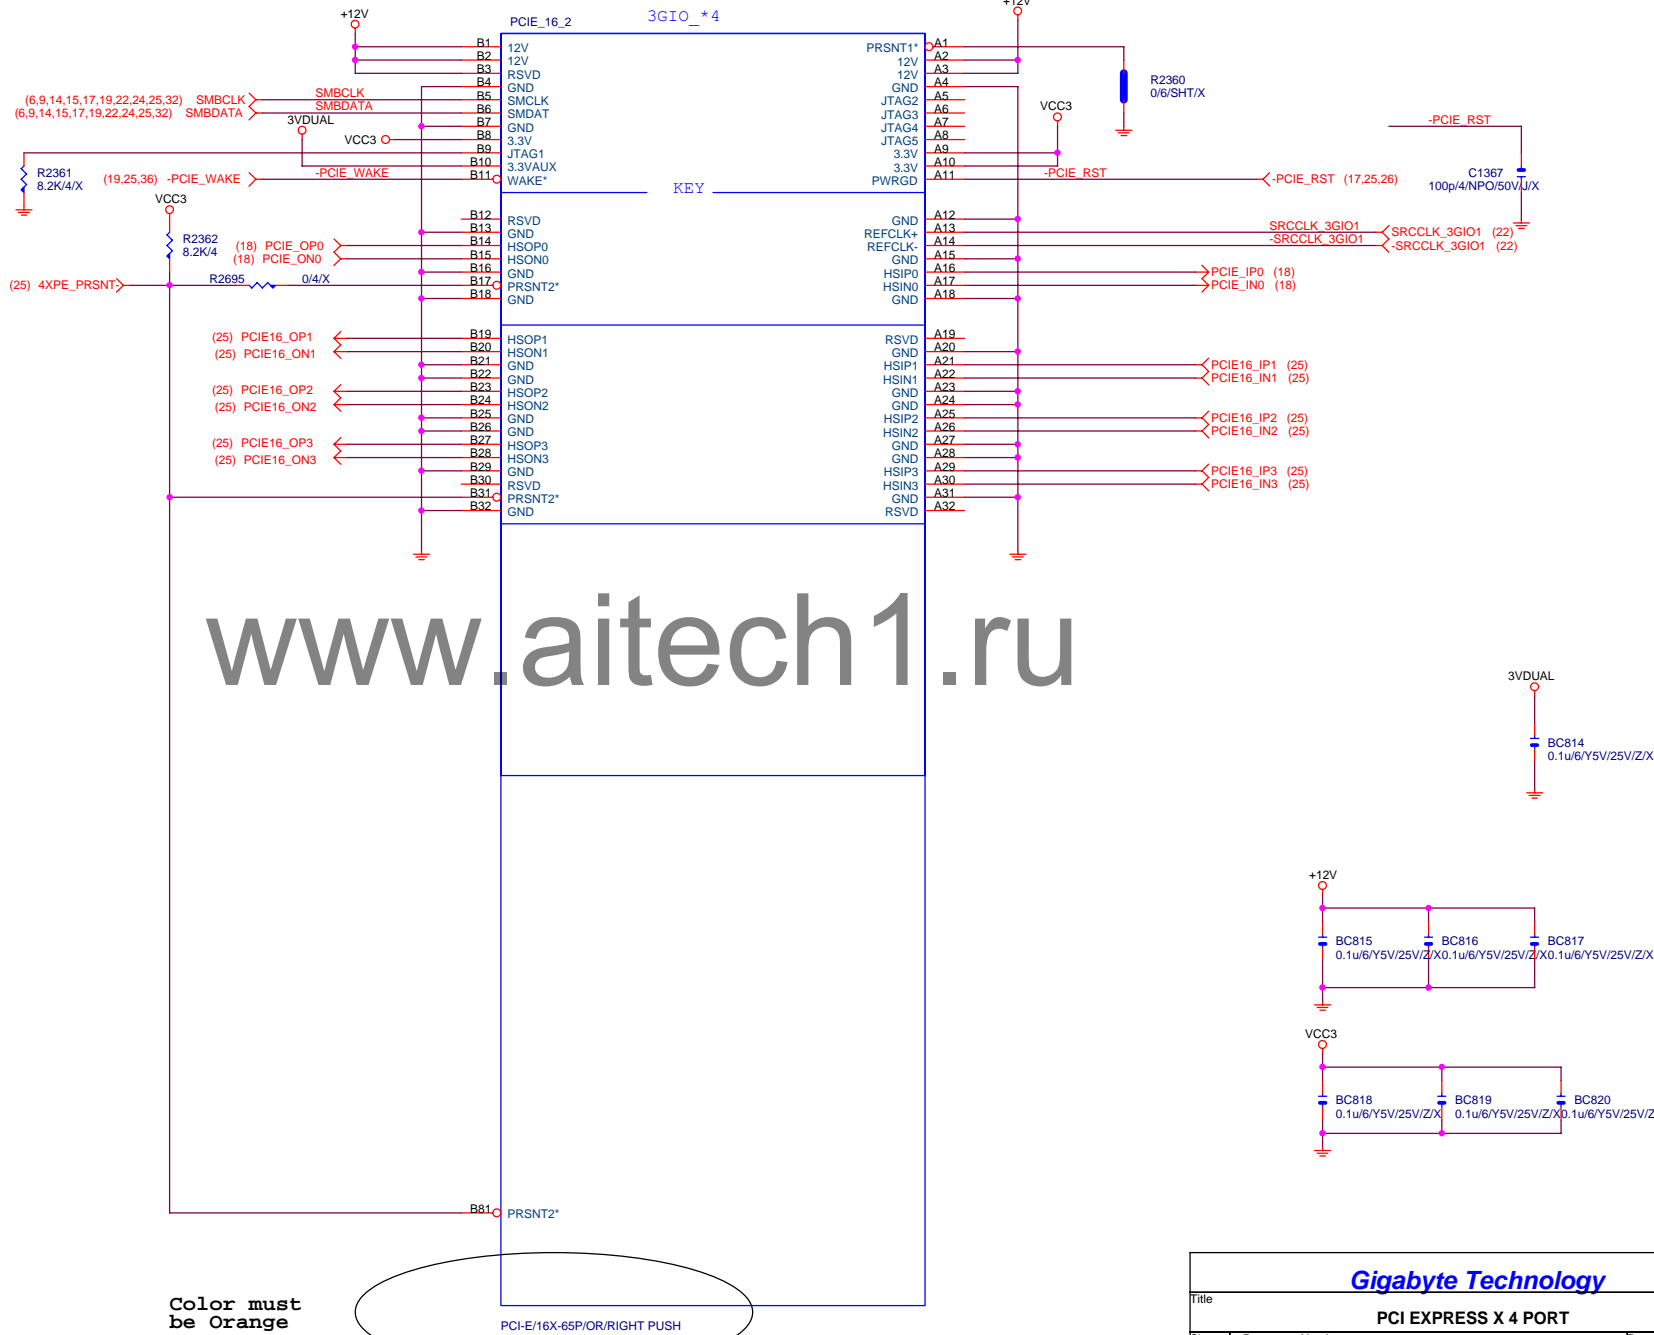 +12V
PCIE_16_2
3GIO_*4
+12V
B1 12V
B2 12V
B3 RSVD
B4 GND
(6,9,14,15,17,19,22,24,25,32) SMBCLK SMBCLK B5 SMCLK
(6,9,14,15,17,19,22,24,25,32) SMBDATA SMBDATA B6 SMDAT
3VDUAL
B7 GND
VCC3 B8 3.3V
B9 JTAG1
B10 3.3VAUX
(19,25,36) -PCIE_WAKE -PCIE_WAKE B11 WAKE*
R2361
8.2K/4/X
PRSNT1* A1
12V A2
12V A3
GND A4
JTAG2 A5
JTAG3 A6
JTAG4 A7
JTAG5 A8
3.3V A9
3.3V A10
PWRGD A11 -PCIE_RST -PCIE_RST (17,25,26)
VCC3
R2360
0/6/SHT/X
-PCIE_RST
C1367
100p/4/NPO/50V/J/X
KEY
VCC3
R2362
8.2K/4
B12 RSVD
B13 GND
(18) PCIE_OP0 B14 HSOP0
(18) PCIE_ON0 B15 HSON0
B16 GND
(25) 4XPE_PRSNT R2695 0/4/X B17 PRSNT2*
B18 GND
GND A12
REFCLK+ A13 SRCCLK_3GIO1 SRCCLK_3GIO1 (22)
REFCLK- A14 -SRCCLK_3GIO1 -SRCCLK_3GIO1 (22)
GND A15
HSIP0 A16 PCIE_IP0 (18)
HSIN0 A17 PCIE_IN0 (18)
GND A18
(25) PCIE16_OP1 B19 HSOP1
(25) PCIE16_ON1 B20 HSON1
B21 GND
B22 GND
(25) PCIE16_OP2 B23 HSOP2
(25) PCIE16_ON2 B24 HSON2
B25 GND
B26 GND
(25) PCIE16_OP3 B27 HSOP3
(25) PCIE16_ON3 B28 HSON3
B29 GND
B30 RSVD
B31 PRSNT2*
B32 GND
RSVD A19
GND A20
HSIP1 A21 PCIE16_IP1 (25)
HSIN1 A22 PCIE16_IN1 (25)
GND A23
GND A24
HSIP2 A25 PCIE16_IP2 (25)
HSIN2 A26 PCIE16_IN2 (25)
GND A27
GND A28
HSIP3 A29 PCIE16_IP3 (25)
HSIN3 A30 PCIE16_IN3 (25)
GND A31
RSVD A32
www.aitech1.ru
3VDUAL
BC814
0.1u/6/Y5V/25V/Z/X
+12V
BC815 BC816 BC817
0.1u/6/Y5V/25V/Z/X 0.1u/6/Y5V/25V/Z/X 0.1u/6/Y5V/25V/Z/X
VCC3
BC818 BC819 BC820
0.1u/6/Y5V/25V/Z/X 0.1u/6/Y5V/25V/Z/X 0.1u/6/Y5V/25V/Z
B81 PRSNT2*
Color must
be Orange
PCI-E/16X-65P/OR/RIGHT PUSH
Gigabyte Technology
Title
PCI EXPRESS X 4 PORT